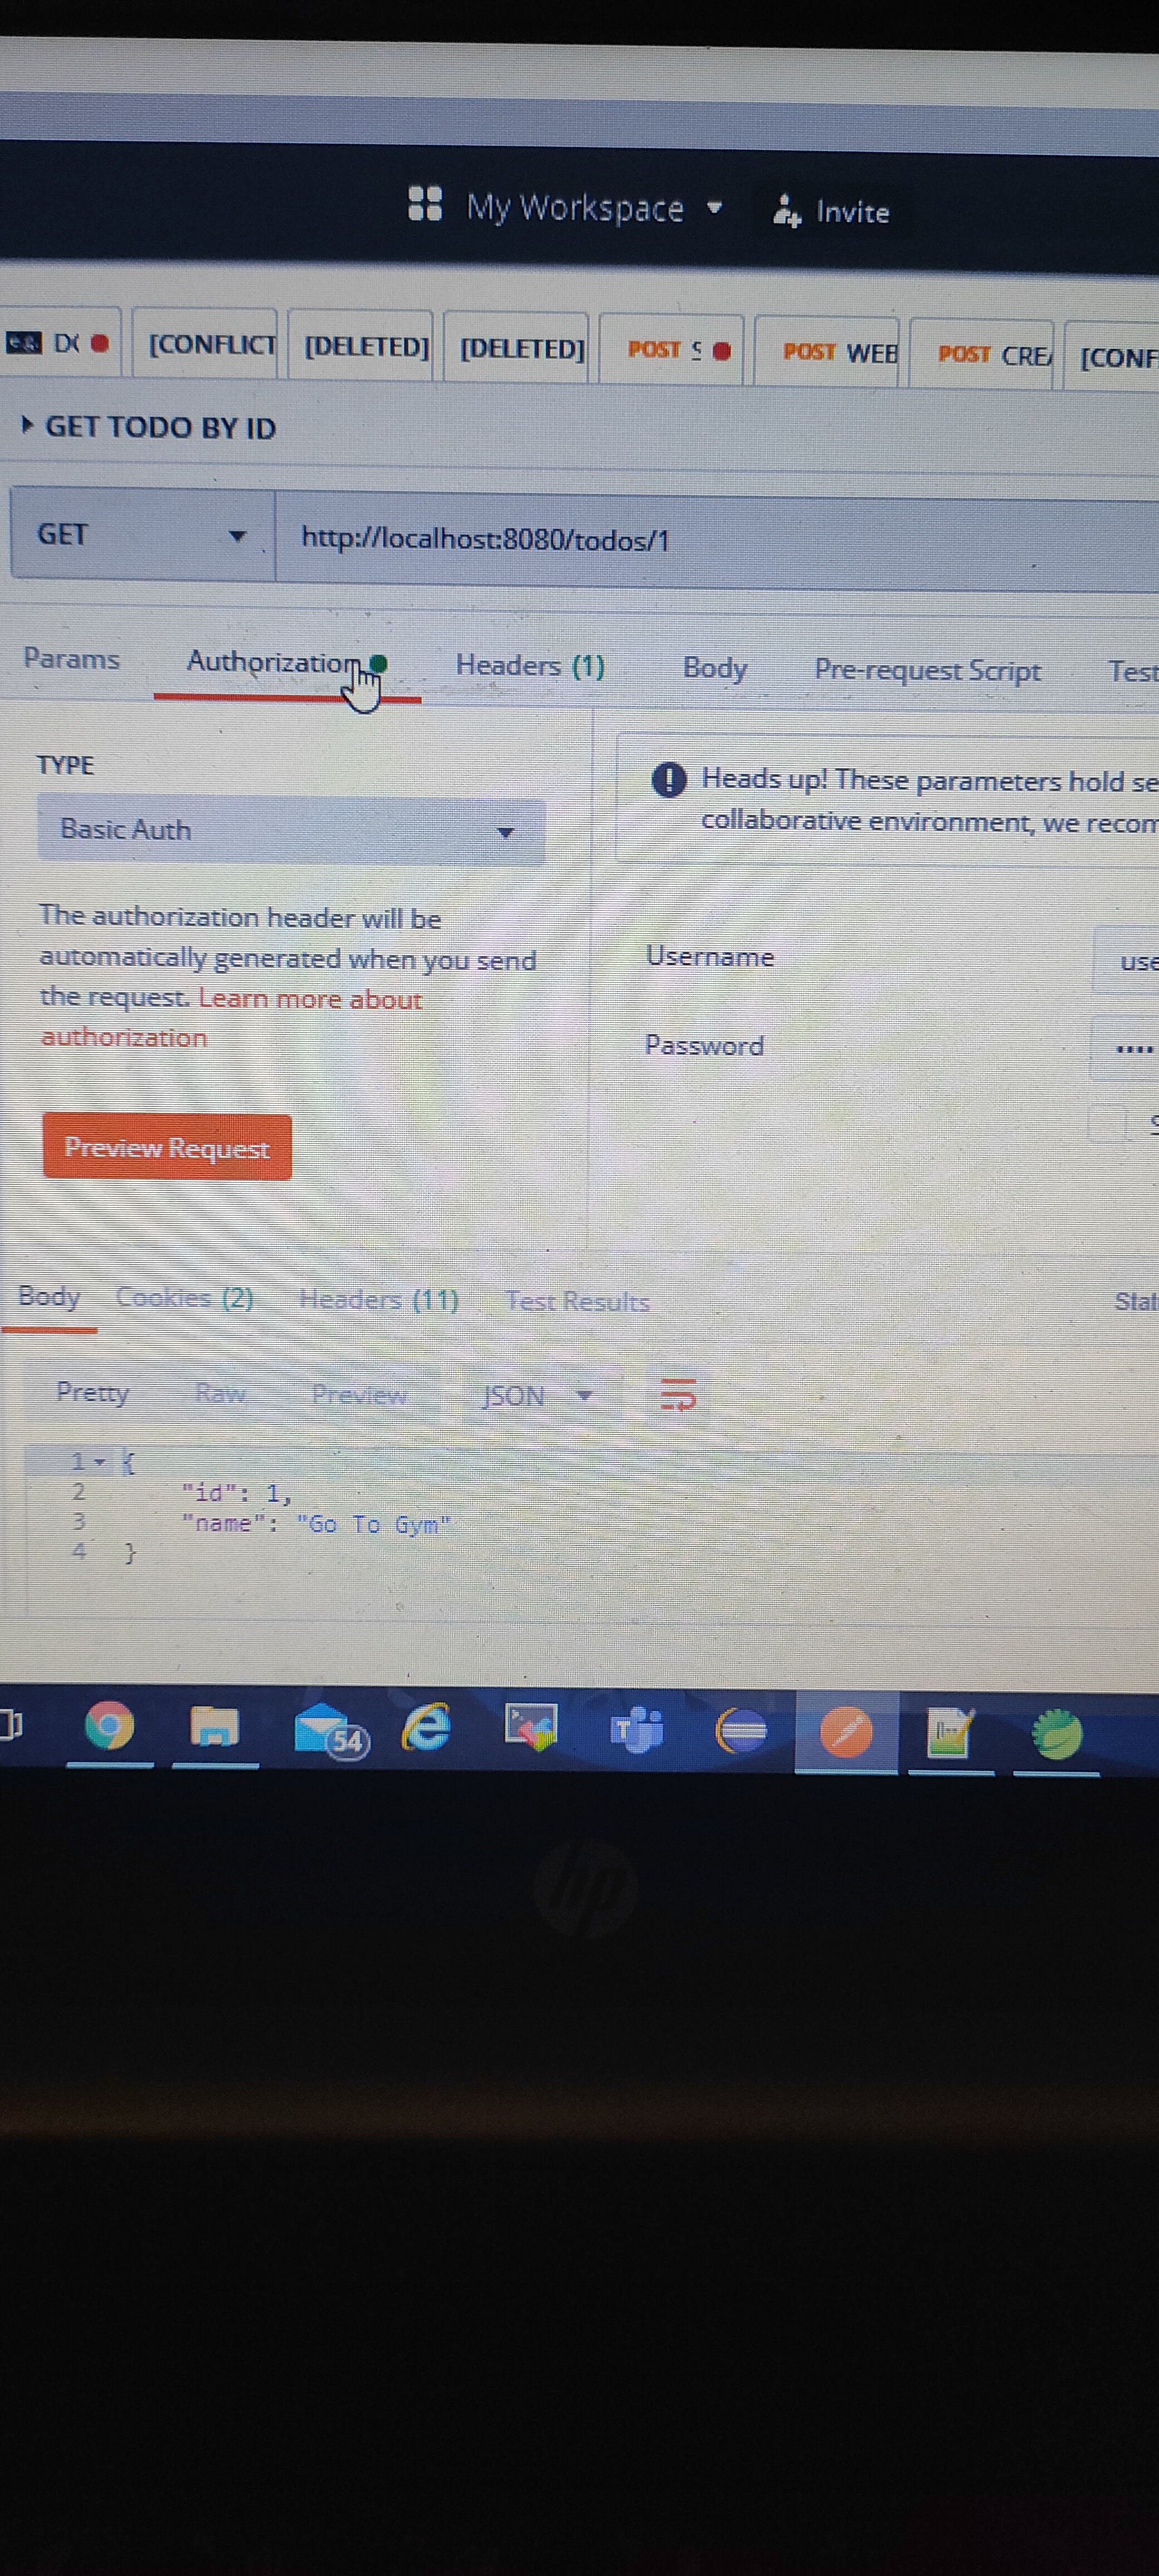 My Workspace Invite
[CONFLICT [DELETED] [DELETED] POST POST WEB POST CREA [CONF
GET TODO BY ID
GET http://localhost:8080/todos/1
Params Authorization Headers (1) Body Pre-request Script Test
TYPE
Basic Auth
Heads up! These parameters hold se
collaborative environment, we recom
The authorization header will be
automatically generated when you send
the request. Learn more about
authorization
Username use
Password ••••
Preview Request
Body Cookies (2) Headers (11) Test Results Stat
Pretty Raw Preview JSON
1 {
2 "id": 1,
3 "name": "Go To Gym"
4 }
54
hp